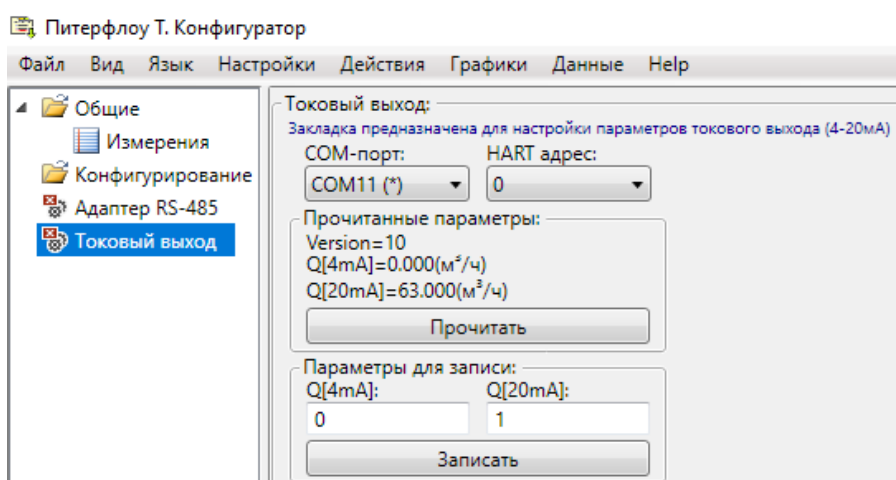 Питерфлоу Т. Конфигуратор
Файл Вид Язык Настройки Действия Графики Данные Help
Общие
Измерения
Конфигурирование
Адаптер RS-485
Токовый выход
Токовый выход:
Закладка предназначена для настройки параметров токового выхода (4-20мА)
COM-порт: HART адрес:
COM11 (*) 0
Прочитанные параметры:
Version=10
Q[4mA]=0.000(м³/ч)
Q[20mA]=63.000(м³/ч)
Прочитать
Параметры для записи:
Q[4mA]: Q[20mA]:
0 1
Записать